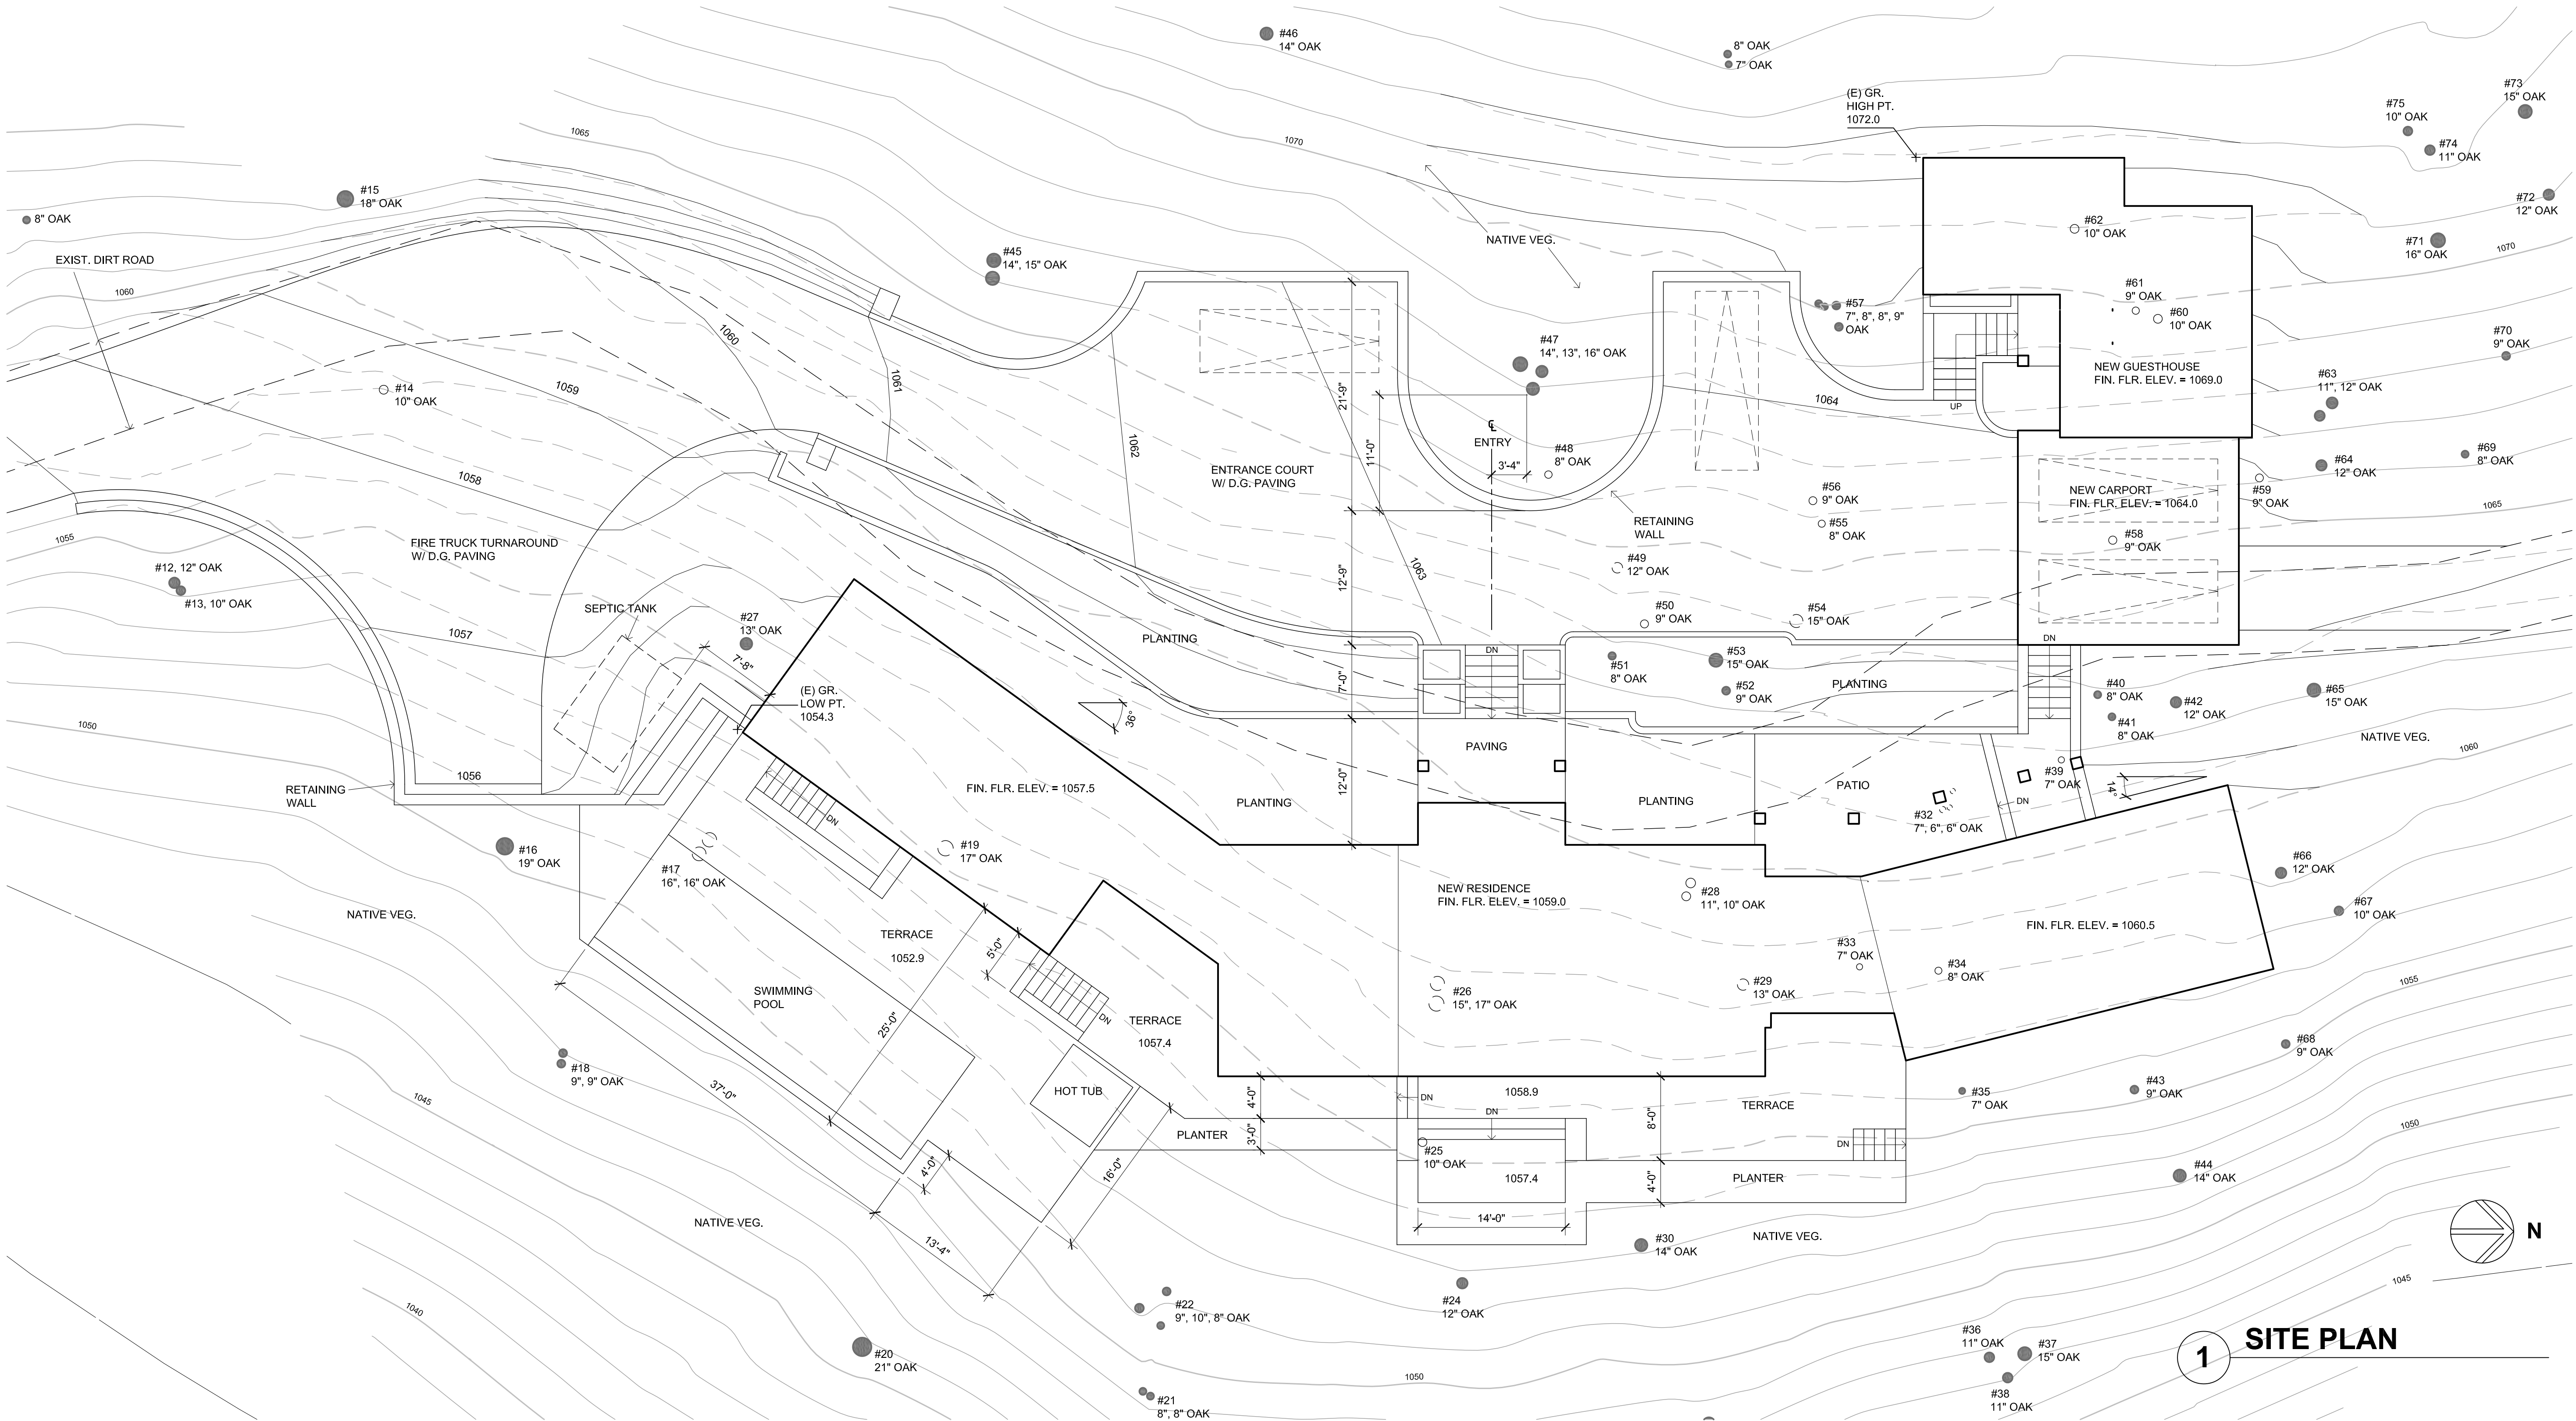 #46
14" OAK
8" OAK
7" OAK
(E) GR.
HIGH PT.
1072.0
#73
15" OAK
#75
10" OAK
#74
11" OAK
1065
1070
#15
18" OAK
8" OAK
#72
12" OAK
#62
10" OAK
NATIVE VEG.
#71
16" OAK
1070
EXIST. DIRT ROAD
#45
14", 15" OAK
1060
#61
9" OAK
#60
10" OAK
#57
7", 8", 8", 9"
OAK
1060
#47
14", 13", 16" OAK
#70
9" OAK
NEW GUESTHOUSE
FIN. FLR. ELEV. = 1069.0
#63
11", 12" OAK
1061
1059
#14
10" OAK
21'-9"
1064
UP
1062
11'-0"
℄
ENTRY
3'-4"
#48
8" OAK
ENTRANCE COURT
W/ D.G. PAVING
#69
8" OAK
#64
12" OAK
1058
#56
9" OAK
NEW CARPORT
FIN. FLR. ELEV. = 1064.0
#59
9" OAK
1065
RETAINING
WALL
#55
8" OAK
1055
FIRE TRUCK TURNAROUND
W/ D.G. PAVING
#58
9" OAK
#12, 12" OAK
#13, 10" OAK
1063
12'-9"
#49
12" OAK
SEPTIC TANK
#27
13" OAK
#50
9" OAK
#54
15" OAK
1057
PLANTING
DN
DN
7'-8"
#51
8" OAK
#53
15" OAK
#52
9" OAK
PLANTING
7'-0"
(E) GR.
LOW PT.
1054.3
#40
8" OAK
#41
8" OAK
#42
12" OAK
#65
15" OAK
1050
36°
NATIVE VEG.
1060
PAVING
1056
RETAINING
WALL
#39
7" OAK
14°
PATIO
FIN. FLR. ELEV. = 1057.5
12'-0"
PLANTING
PLANTING
DN
DN
#32
7", 6", 6" OAK
#16
19" OAK
#19
17" OAK
#17
16", 16" OAK
#66
12" OAK
NEW RESIDENCE
FIN. FLR. ELEV. = 1059.0
#28
11", 10" OAK
#67
10" OAK
NATIVE VEG.
FIN. FLR. ELEV. = 1060.5
TERRACE
1052.9
5'-0"
#33
7" OAK
#34
8" OAK
#29
13" OAK
#26
15", 17" OAK
1055
SWIMMING
POOL
25'-0"
DN
TERRACE
1057.4
#68
9" OAK
#18
9", 9" OAK
37'-0"
HOT TUB
4'-0"
DN
1058.9
DN
TERRACE
#35
7" OAK
#43
9" OAK
1045
8'-0"
3'-0"
PLANTER
DN
1050
#25
10" OAK
4'-0"
16'-0"
1057.4
4'-0"
PLANTER
#44
14" OAK
14'-0"
NATIVE VEG.
13'-4"
#30
14" OAK
NATIVE VEG.
N
1045
1040
#22
9", 10", 8" OAK
#24
12" OAK
#36
11" OAK
#37
15" OAK
#38
11" OAK
#20
21" OAK
1050
#21
8", 8" OAK
1
SITE PLAN